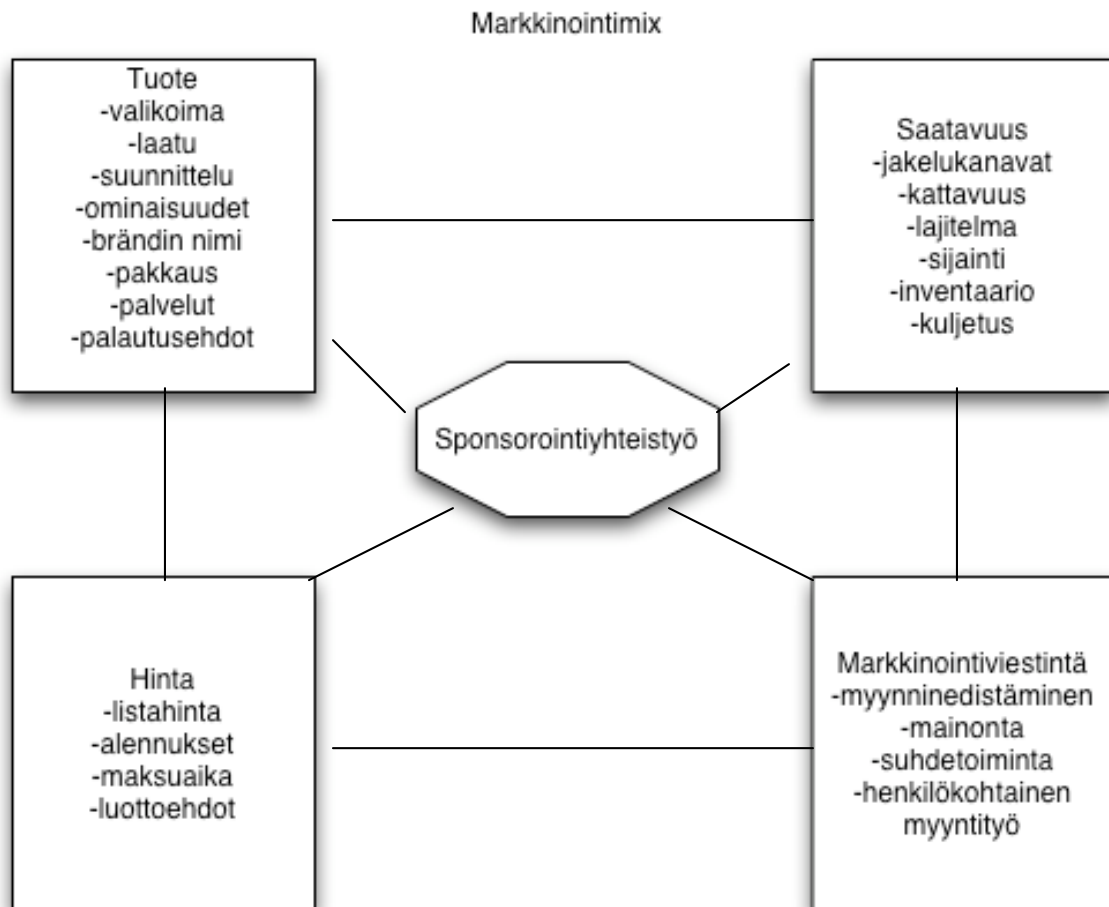 Markkinointimix
Tuote
-valikoima
-laatu
-suunnittelu
-ominaisuudet
-brändin nimi
-pakkaus
-palvelut
-palautusehdot
Saatavuus
-jakelukanavat
-kattavuus
-lajitelma
-sijainti
-inventaario
-kuljetus
Sponsorointiyhteistyö
Hinta
-listahinta
-alennukset
-maksuaika
-luottoehdot
Markkinointiviestintä
-myynninedistäminen
-mainonta
-suhdetoiminta
-henkilökohtainen
myyntityö